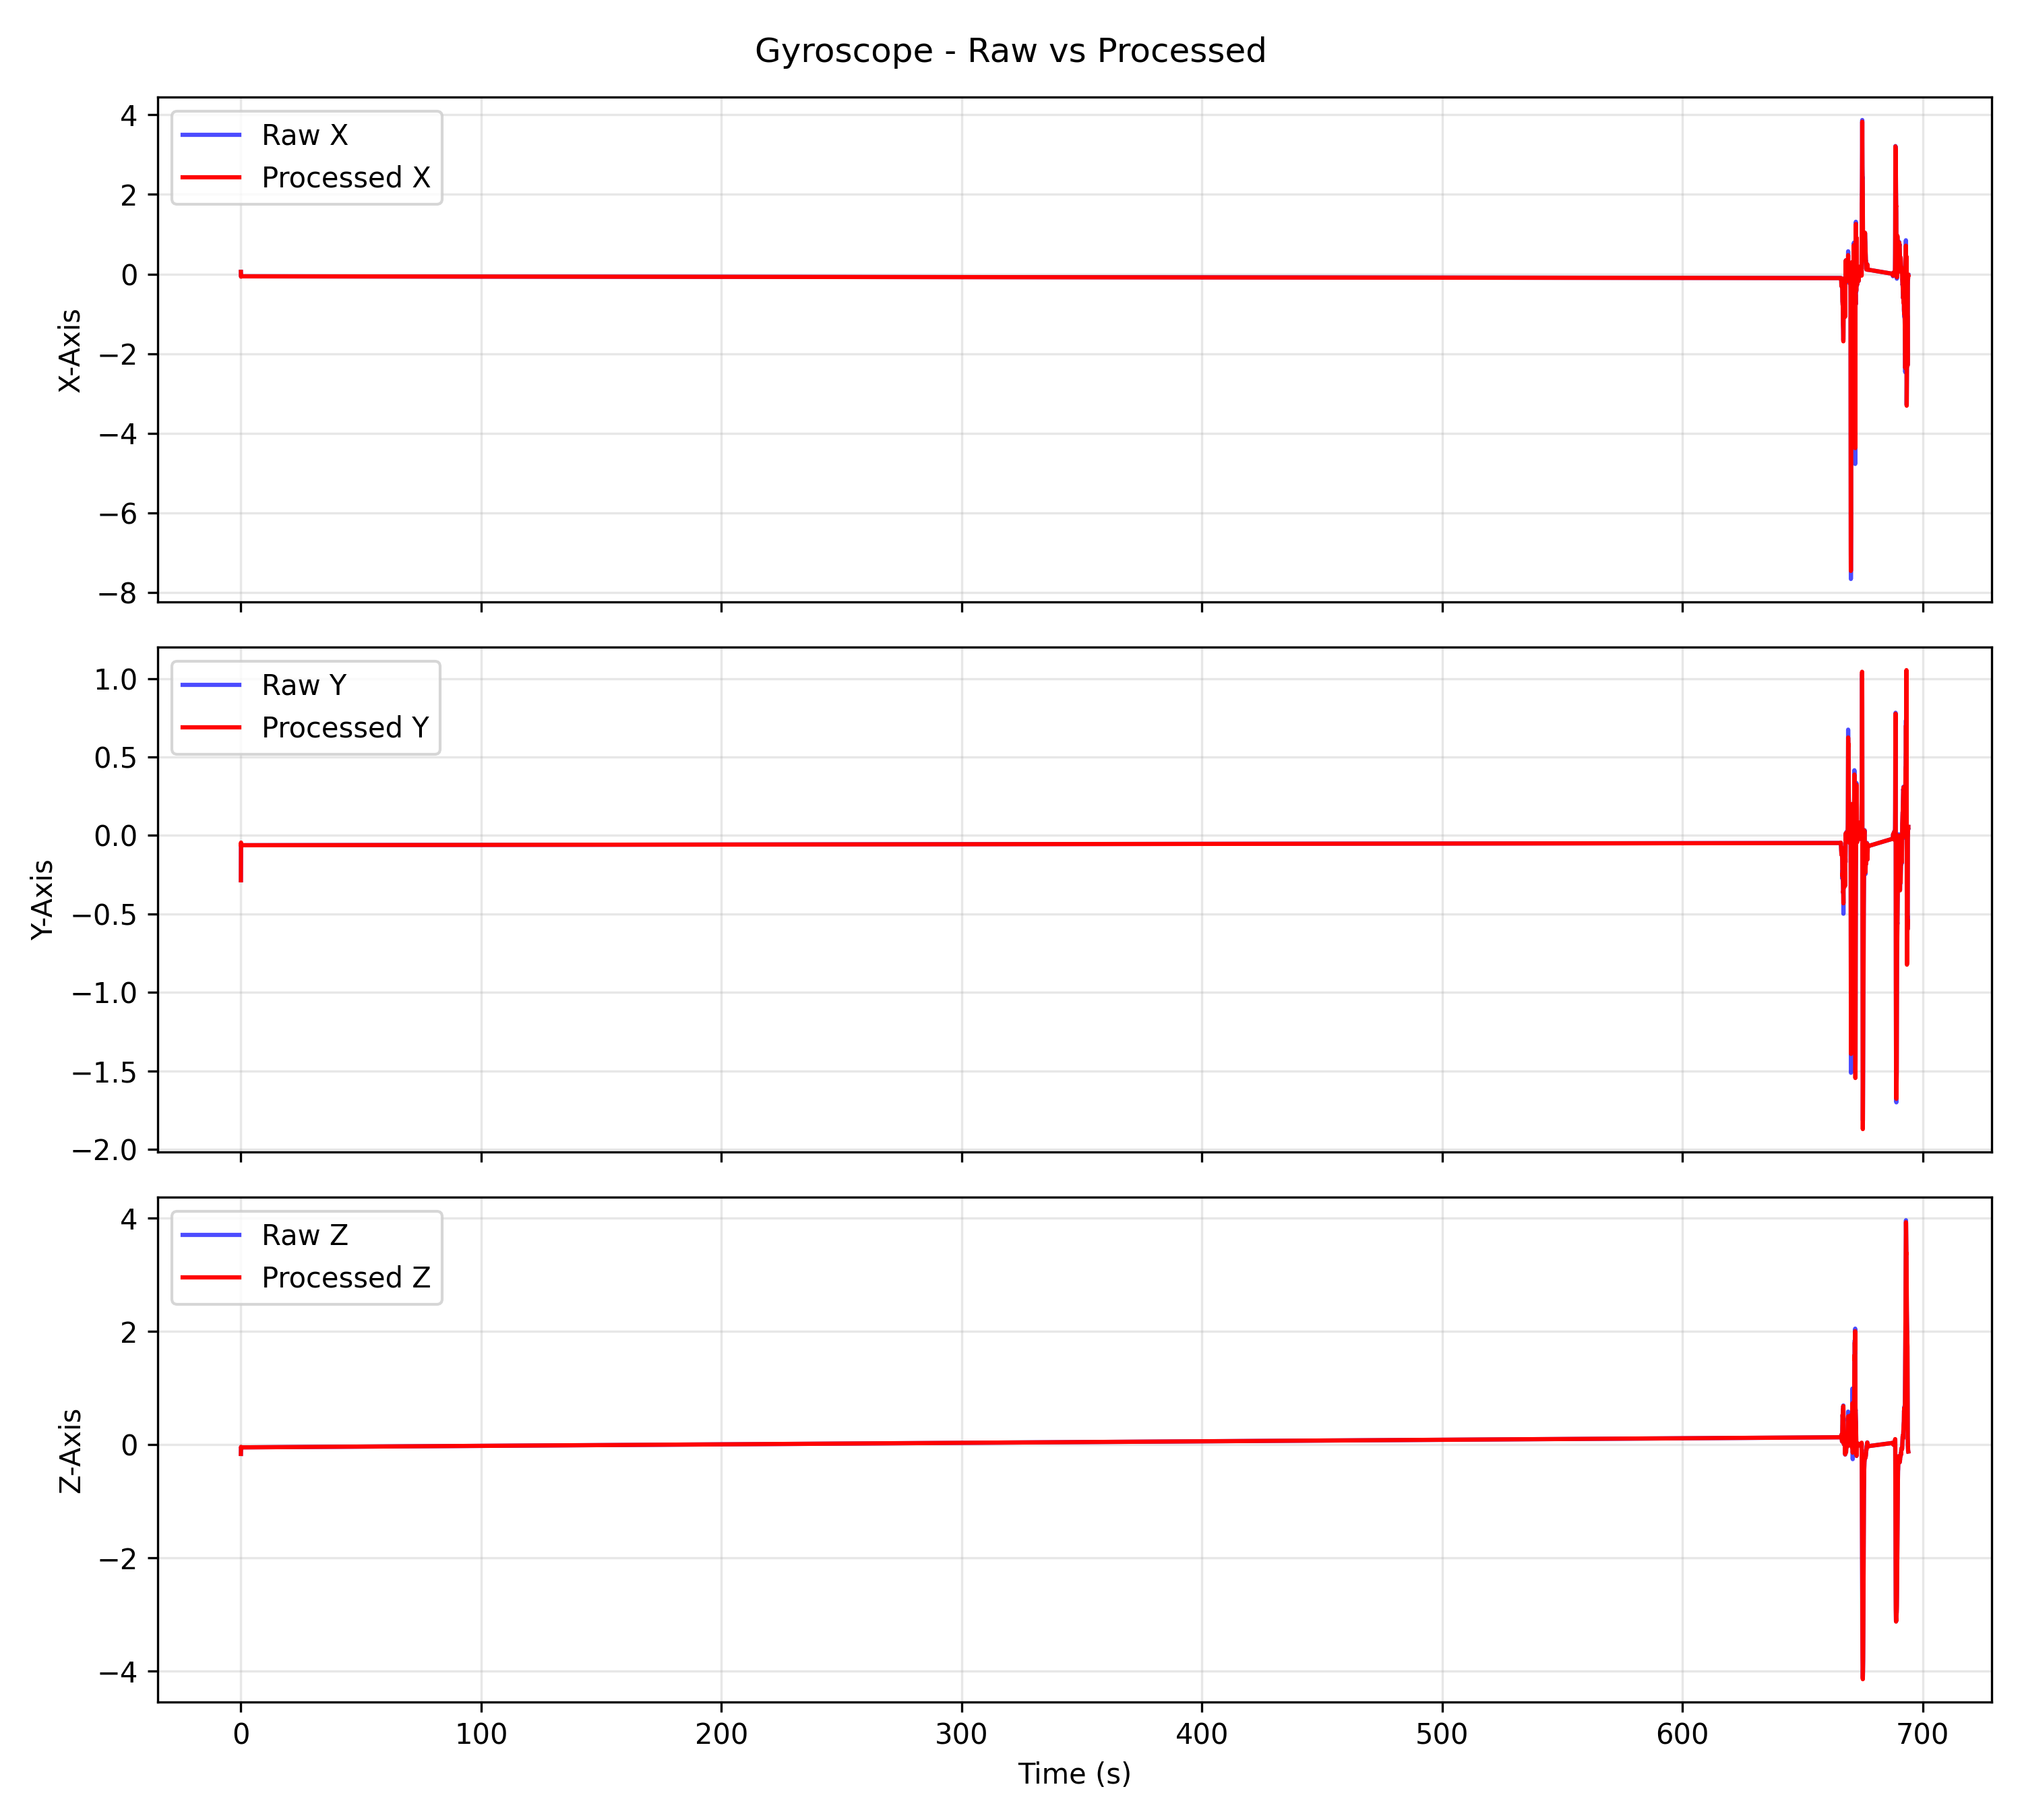 Gyroscope - Raw vs Processed
4
2
0
−2
−4
−6
−8
X-Axis
Raw X
Processed X
1.0
0.5
0.0
−0.5
−1.0
−1.5
−2.0
Y-Axis
Raw Y
Processed Y
4
2
0
−2
−4
Z-Axis
Raw Z
Processed Z
0 100 200 300 400 500 600 700
Time (s)